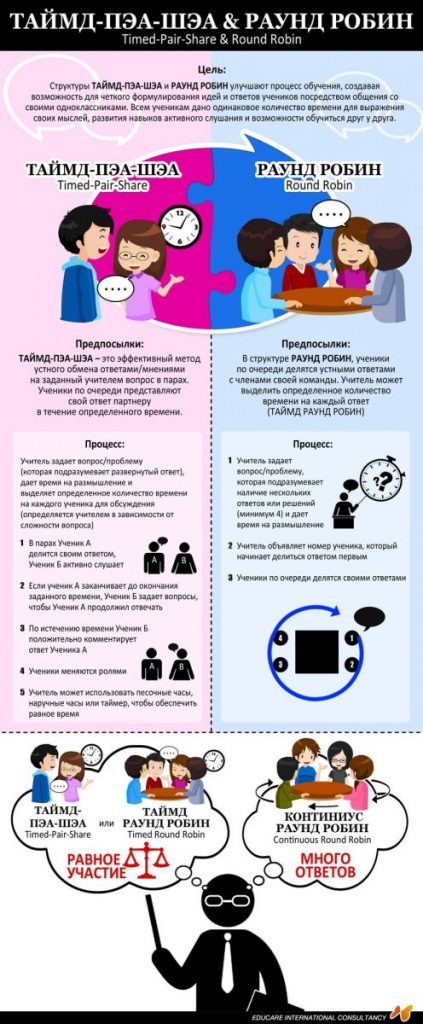 ТАЙМД-ПЭА-ШЭА & РАУНД РОБИН
Timed-Pair-Share & Round Robin
Цель:
Структуры ТАЙМД-ПЭА-ШЭА и РАУНД РОБИН улучшают процесс обучения, создавая
возможность для четкого формулирования идей и ответов учеников посредством общения со
своими одноклассниками. Всем ученикам дано одинаковое количество времени для выражения
своих мыслей, развития навыков активного слушания и возможности обучиться друг у друга.
ТАЙМД-ПЭА-ШЭА
Timed-Pair-Share
РАУНД РОБИН
Round Robin
Предпосылки:
ТАЙМД-ПЭА-ШЭА – это эффективный метод
устного обмена ответами/мнениями
на заданный учителем вопрос в парах.
Ученики по очереди представляют
свой ответ партнеру
в течение определенного времени.
Предпосылки:
В структуре РАУНД РОБИН, ученики
по очереди делятся устными ответами
с членами своей команды. Учитель может
выделить определенное количество
времени на каждый ответ
(ТАЙМД РАУНД РОБИН)
Процесс:
Учитель задает вопрос/проблему
(которая подразумевает развернутый ответ),
дает время на размышление и
выделяет определенное количество времени
на каждого ученика для обсуждения
(определяется учителем в зависимости от
сложности вопроса)
1 В парах Ученик А
делится своим ответом,
Ученик Б активно слушает
A B
2 Если ученик А заканчивает до окончания
заданного времени, Ученик Б задает вопросы,
чтобы Ученик А продолжил отвечать
3 По истечению времени Ученик Б
положительно комментирует
ответ Ученика А
A B
4 Ученики меняются ролями
5 Учитель может использовать песочные часы,
наручные часы или таймер, чтобы обеспечить
равное время
Процесс:
1 Учитель задает
вопрос/проблему,
которая подразумевает
наличие нескольких
ответов или решений
(минимум 4) и дает
время на размышление
??
2 Учитель объявляет номер ученика, который
начинает делиться ответом первым
3 Ученики по очереди делятся своими ответами
4 1
3 2
ТАЙМД-
ПЭА-ШЭА
Timed-Pair-Share
или
ТАЙМД
РАУНД РОБИН
Timed Round Robin
РАВНОЕ
УЧАСТИЕ
КОНТИНИУС
РАУНД РОБИН
Continuous Round Robin
МНОГО
ОТВЕТОВ
EDUCARE INTERNATIONAL CONSULTANCY